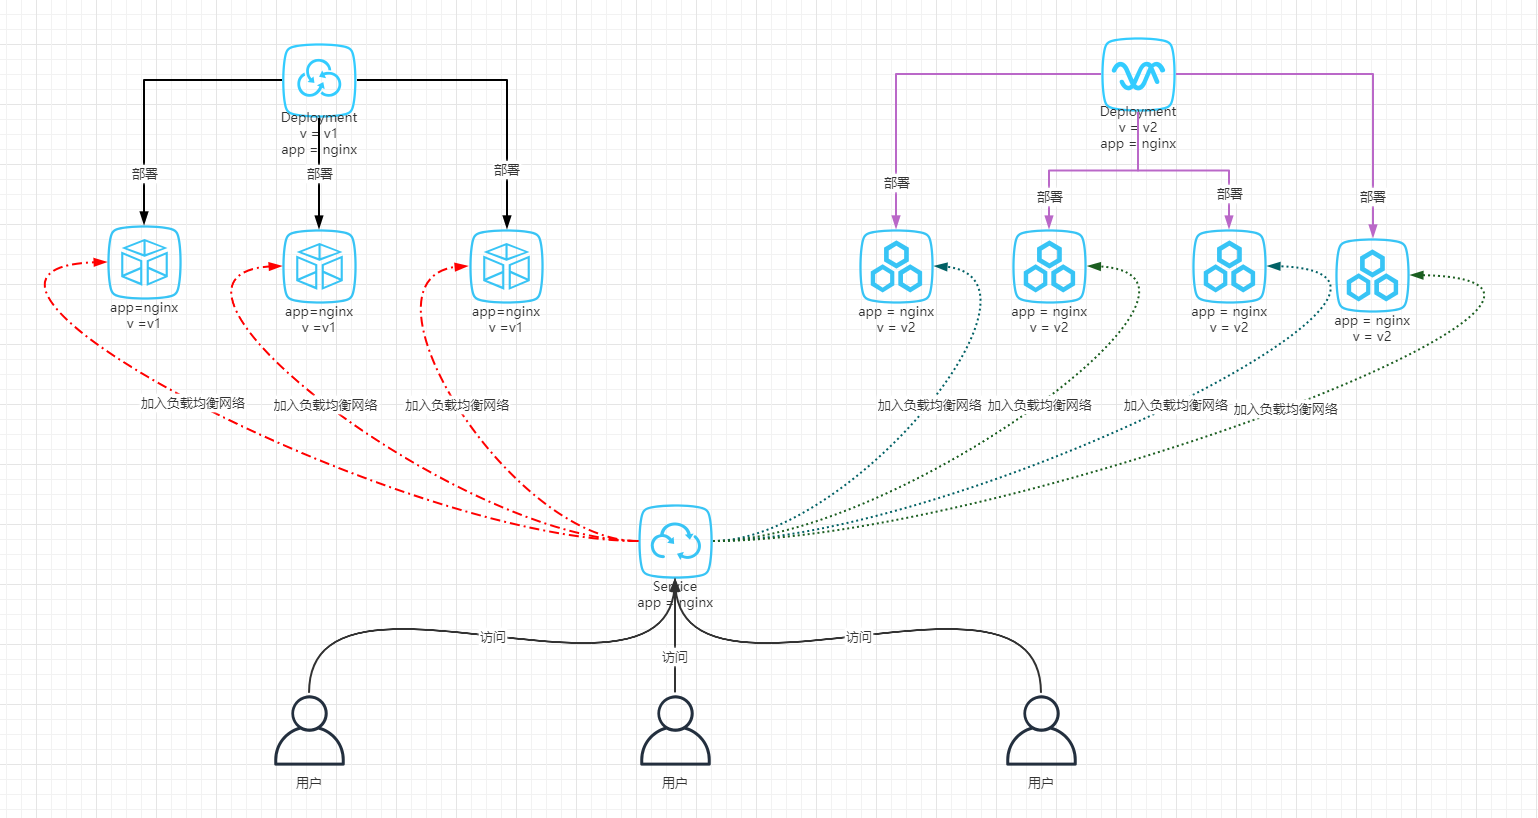 Deployment
v = v1
app = nginx
Deployment
v = v2
app = nginx
部署
部署
部署
部署
部署
部署
部署
app=nginx
v =v1
app=nginx
v =v1
app=nginx
v =v1
app = nginx
v = v2
app = nginx
v = v2
app = nginx
v = v2
app = nginx
v = v2
加入负载均衡网络
加入负载均衡网络
加入负载均衡网络
加入负载均衡网络
加入负载均衡网络
加入负载均衡网络
加入负载均衡网络
Service
app = nginx
访问
访问
访问
用户
用户
用户